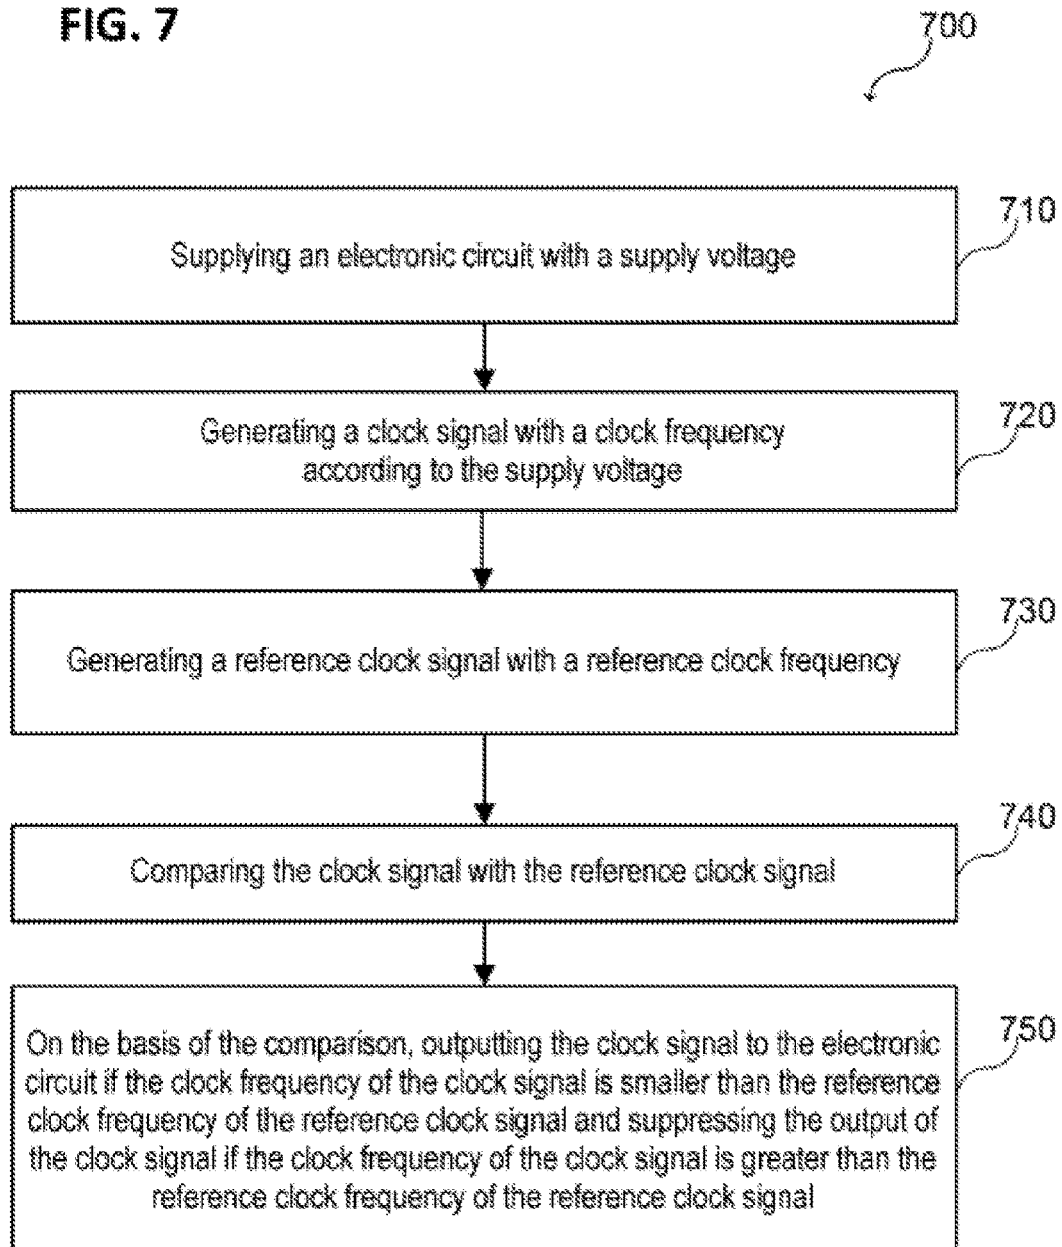 FIG. 7
700
710
Supplying an electronic circuit with a supply voltage
720
Generating a clock signal with a clock frequency
according to the supply voltage
730
Generating a reference clock signal with a reference clock frequency
740
Comparing the clock signal with the reference clock signal
750
On the basis of the comparison, outputting the clock signal to the electronic
circuit if the clock frequency of the clock signal is smaller than the reference
clock frequency of the reference clock signal and suppressing the output of
the clock signal if the clock frequency of the clock signal is greater than the
reference clock frequency of the reference clock signal